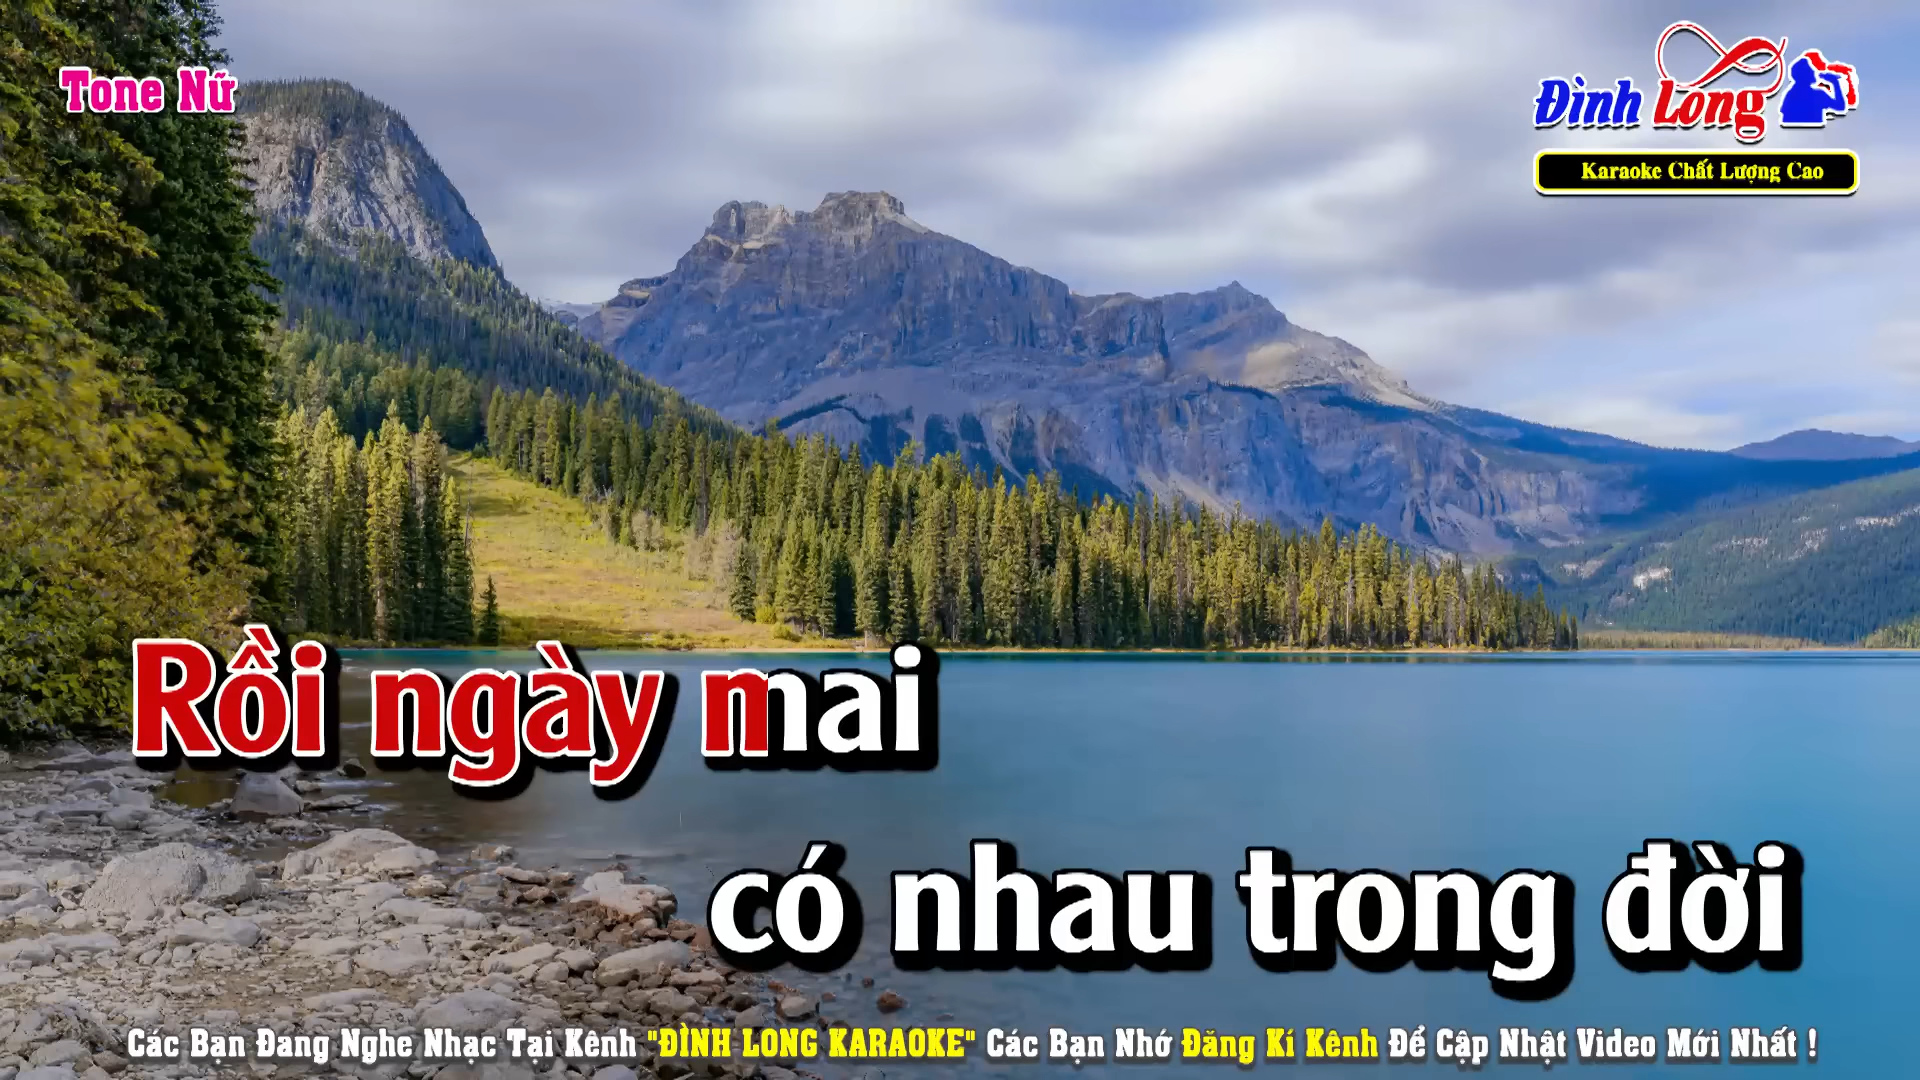 Tone Nữ
Đình Long
Karaoke Chất Lượng Cao
Rồi ngày mai
có nhau trong đời
Các Bạn Đang Nghe Nhạc Tại Kênh "ĐÌNH LONG KARAOKE" Các Bạn Nhớ Đăng Kí Kênh Để Cập Nhật Video Mới Nhất !